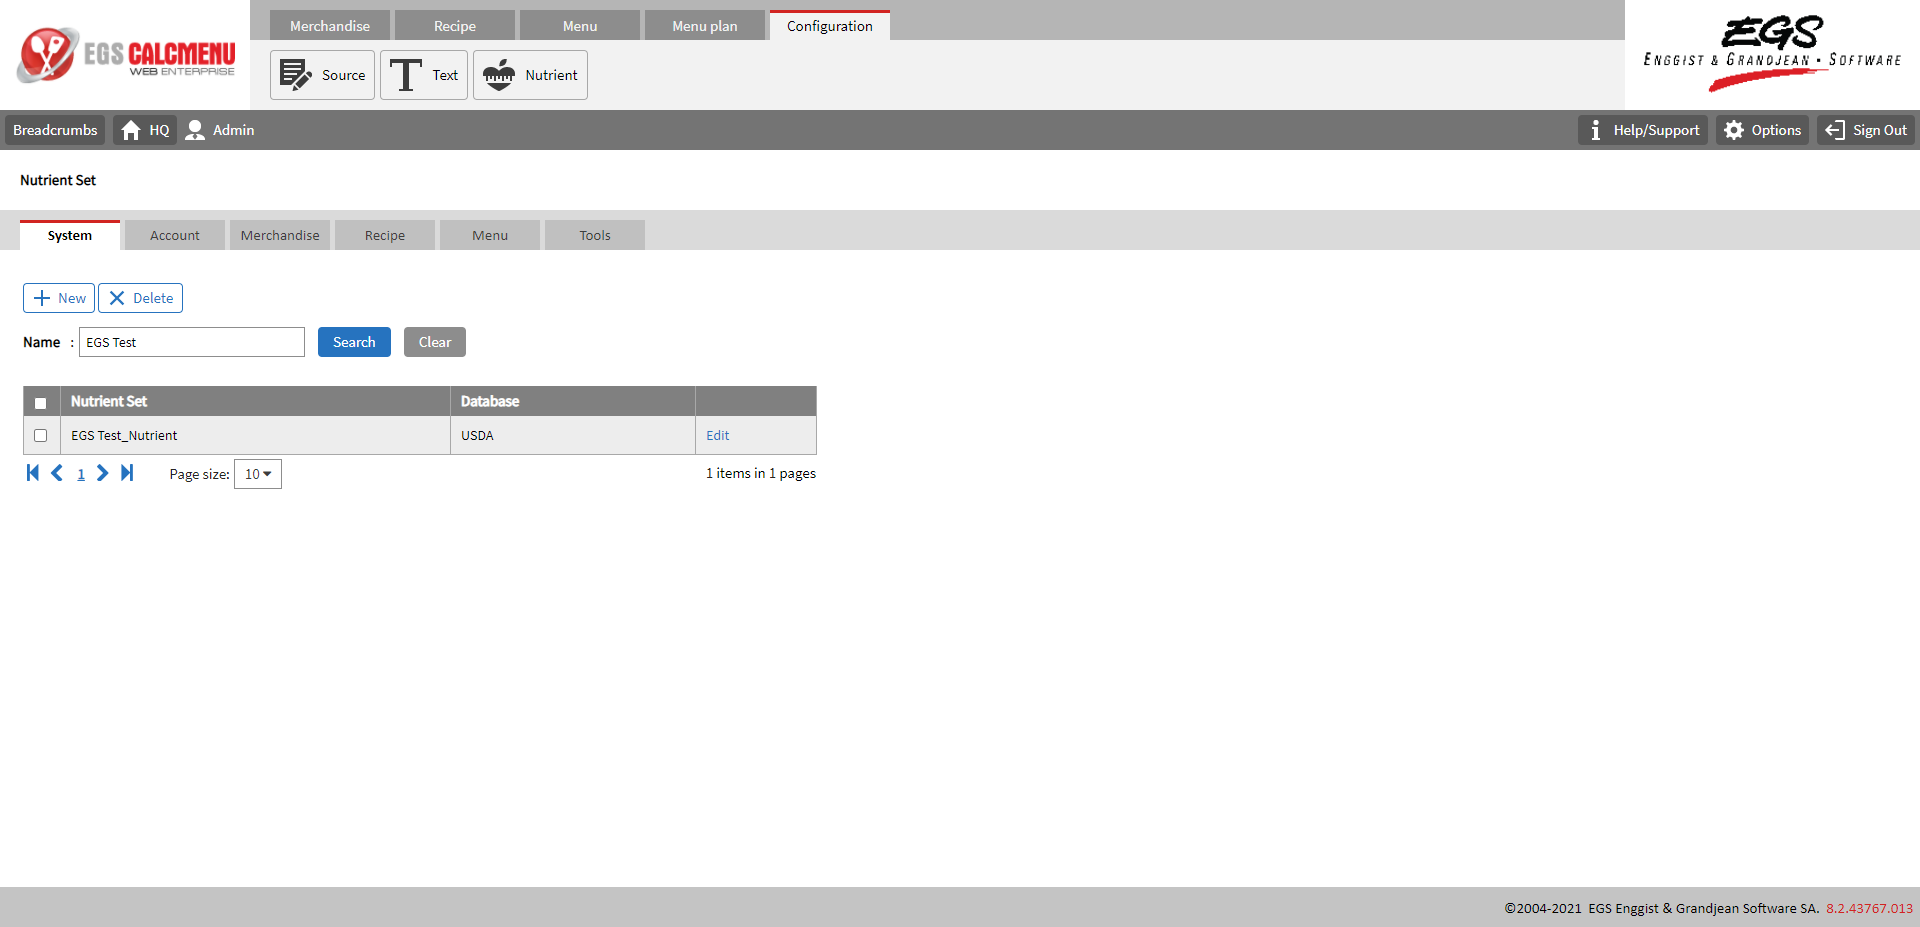 EGS CALCMENU
WEB ENTERPRISE
Merchandise
Recipe
Menu
Menu plan
Configuration
Source
Text
Nutrient
EGS
ENGGIST & GRANDJEAN • SOFTWARE
Breadcrumbs
HQ
Admin
Help/Support
Options
Sign Out
Nutrient Set
System
Account
Merchandise
Recipe
Menu
Tools
New
Delete
Name : EGS Test
Search
Clear
Nutrient Set
Database
EGS Test_Nutrient
USDA
Edit
1
Page size: 10
1 items in 1 pages
©2004-2021 EGS Enggist & Grandjean Software SA. 8.2.43767.013